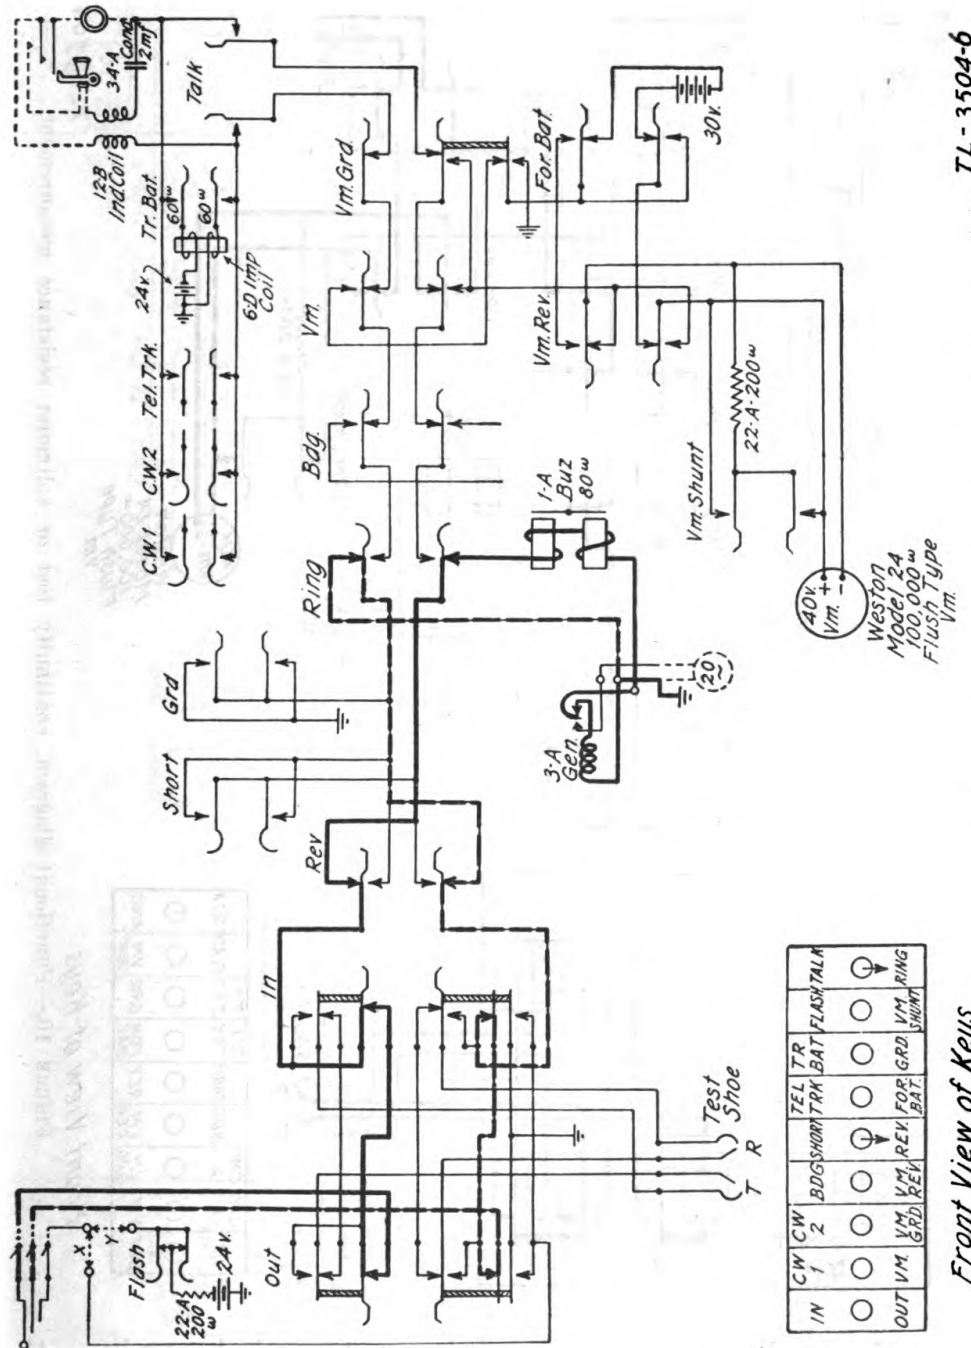 34-A
Cond.
2mf
12B
Ind Coil
Talk
Tr. Bat.
60ω
60ω
24v.
6-D Imp
Coil
Tel. Trk.
C.W.2
C.W.1
Vm. Grd.
For. Bat.
30v.
Vm.
Vm. Rev.
22-A-200ω
Vm. Shunt
Bdg.
1-A
Buz
80ω
40v.
Vm.
+
-
Weston
Model 24
100,000ω
Flush Type
Vm.
Ring
Grd
Short
3-A
Gen.
20
~
Rev
In
Out
Test
Shoe
R
T
X
Y
Flash
22-A
200
ω
24v.
IN CW 1 CW 2 BDG SHORT TEL TRK TR BAT FLASH TALK
OUT VM. VM. GRD. VM. REV. REV. FOR. BAT. GRD. VM. SHUNT RING
Front View of Keys
TL-3504-6